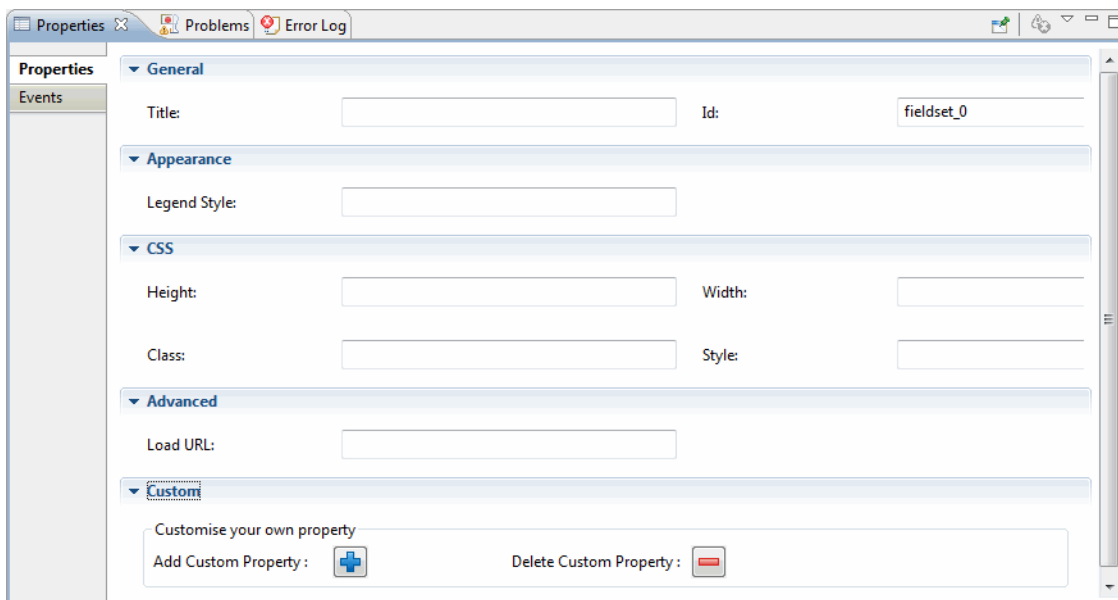 Properties Problems Error Log
Properties
Events
General
Title: Id: fieldset_0
Appearance
Legend Style:
CSS
Height: Width:
Class: Style:
Advanced
Load URL:
Custom
Customise your own property
Add Custom Property : Delete Custom Property :